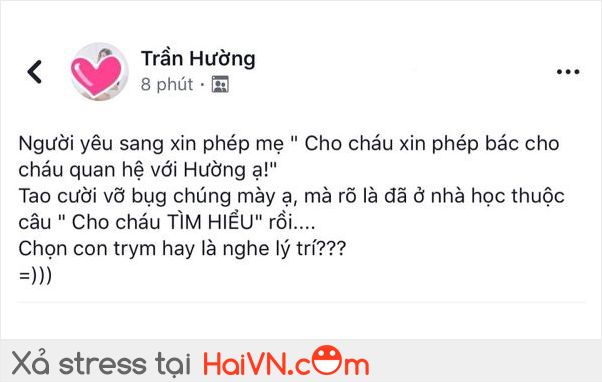 Trần Hường
8 phút
Người yêu sang xin phép mẹ " Cho cháu xin phép bác cho
cháu quan hệ với Hường ạ!"
Tao cười vỡ bụg chúng mày ạ, mà rõ là đã ở nhà học thuộc
câu " Cho cháu TÌM HIỂU" rồi....
Chọn con trym hay là nghe lý trí???
=)))
Xả stress tại HaiVN.com